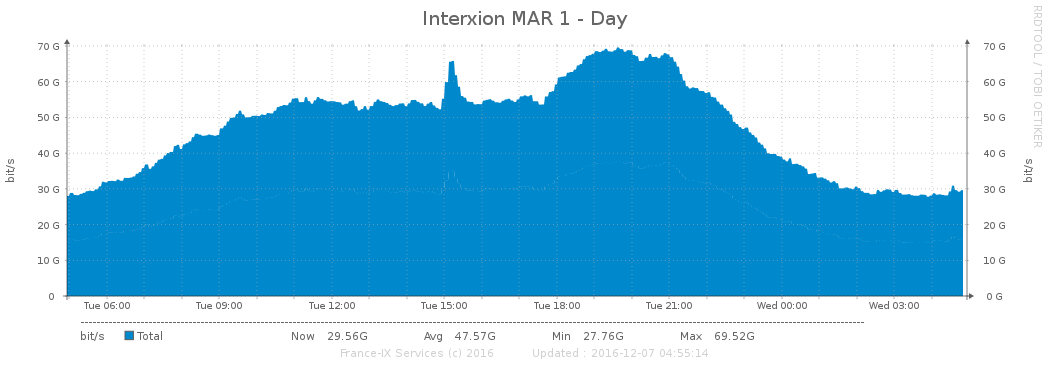 Interxion MAR 1 - Day
RRDTOOL / TOBI OETIKER
bit/s
70 G 70 G
60 G 60 G
50 G 50 G
40 G 40 G
30 G 30 G
20 G 20 G
10 G 10 G
0 0 G
bit/s
Tue 06:00 Tue 09:00 Tue 12:00 Tue 15:00 Tue 18:00 Tue 21:00 Wed 00:00 Wed 03:00
bit/s Total Now 29.56G Avg 47.57G Min 27.76G Max 69.52G
France-IX Services (c) 2016 Updated : 2016-12-07 04:55:14